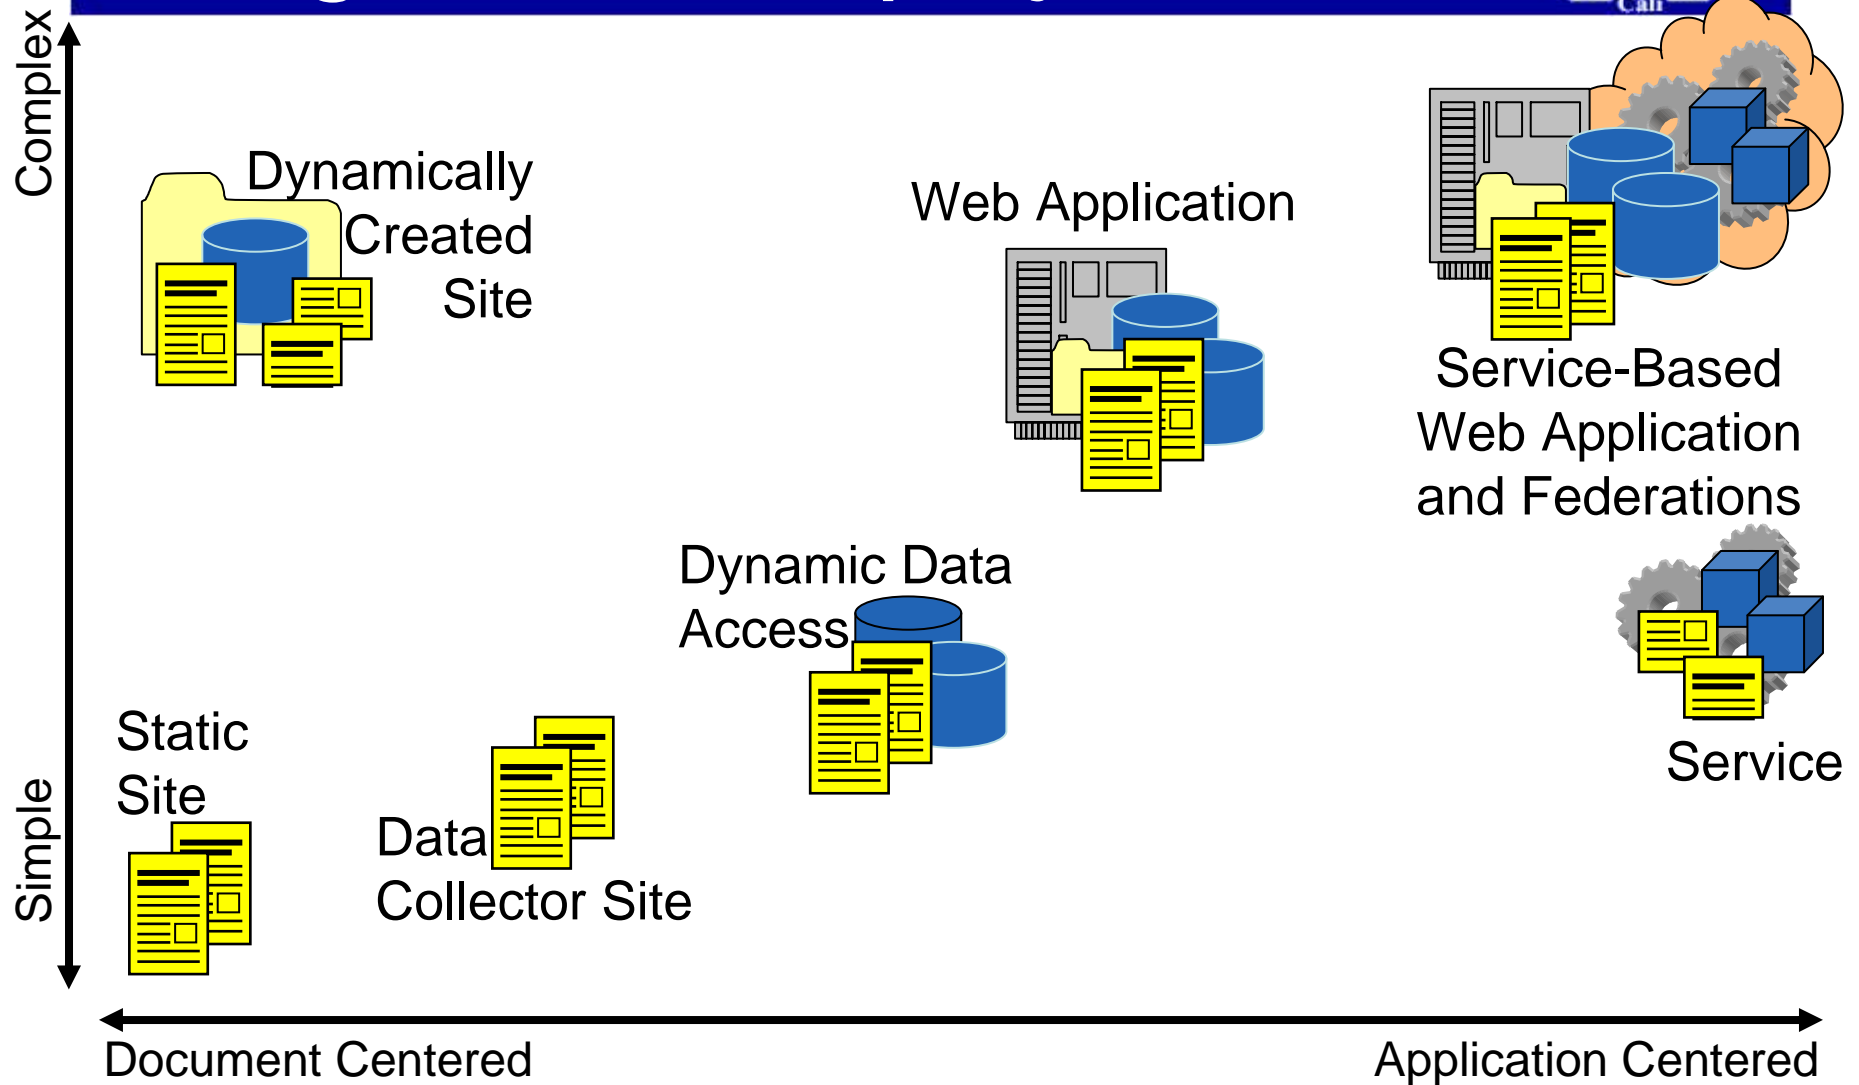 Cali
Complex
Dynamically
Created
Site
Web Application
Service-Based
Web Application
and Federations
Dynamic Data
Access
Service
Static
Site
Data
Collector Site
Simple
Document Centered
Application Centered